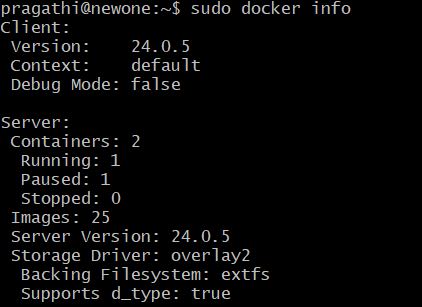 pragathi@newone:~$ sudo docker info
Client:
 Version:    24.0.5
 Context:    default
 Debug Mode: false

Server:
 Containers: 2
  Running: 1
  Paused: 1
  Stopped: 0
 Images: 25
 Server Version: 24.0.5
 Storage Driver: overlay2
  Backing Filesystem: extfs
  Supports d_type: true